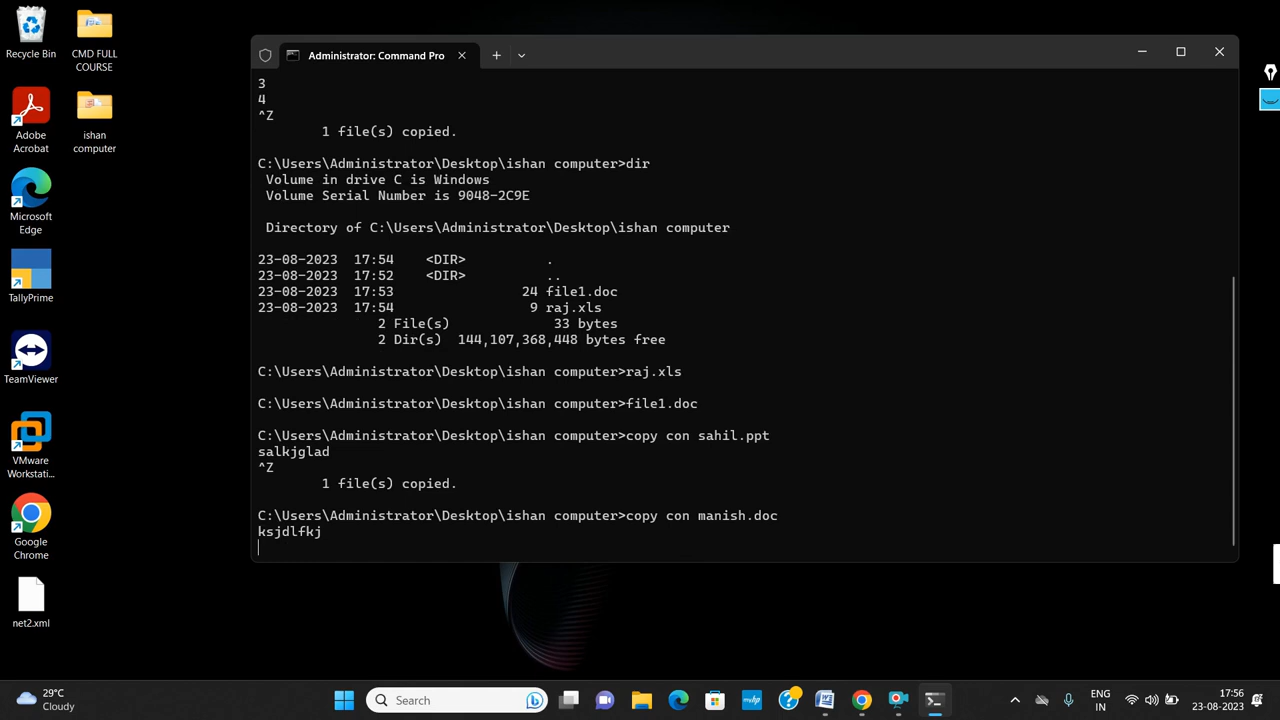 Recycle Bin
CMD FULL
COURSE
Adobe
Acrobat
ishan
computer
Microsoft
Edge
TallyPrime
TeamViewer
VMware
Workstati...
Google
Chrome
net2.xml
Administrator: Command Pro
3
4
^Z
1 file(s) copied.
C:\Users\Administrator\Desktop\ishan computer>dir
Volume in drive C is Windows
Volume Serial Number is 9048-2C9E
Directory of C:\Users\Administrator\Desktop\ishan computer
23-08-2023 17:54 <DIR> .
23-08-2023 17:52 <DIR> ..
23-08-2023 17:53 24 file1.doc
23-08-2023 17:54 9 raj.xls
2 File(s) 33 bytes
2 Dir(s) 144,107,368,448 bytes free
C:\Users\Administrator\Desktop\ishan computer>raj.xls
C:\Users\Administrator\Desktop\ishan computer>file1.doc
C:\Users\Administrator\Desktop\ishan computer>copy con sahil.ppt
salkjglad
^Z
1 file(s) copied.
C:\Users\Administrator\Desktop\ishan computer>copy con manish.doc
ksjdlfkj
29°C
Cloudy
Search
ENG
IN
17:56
23-08-2023